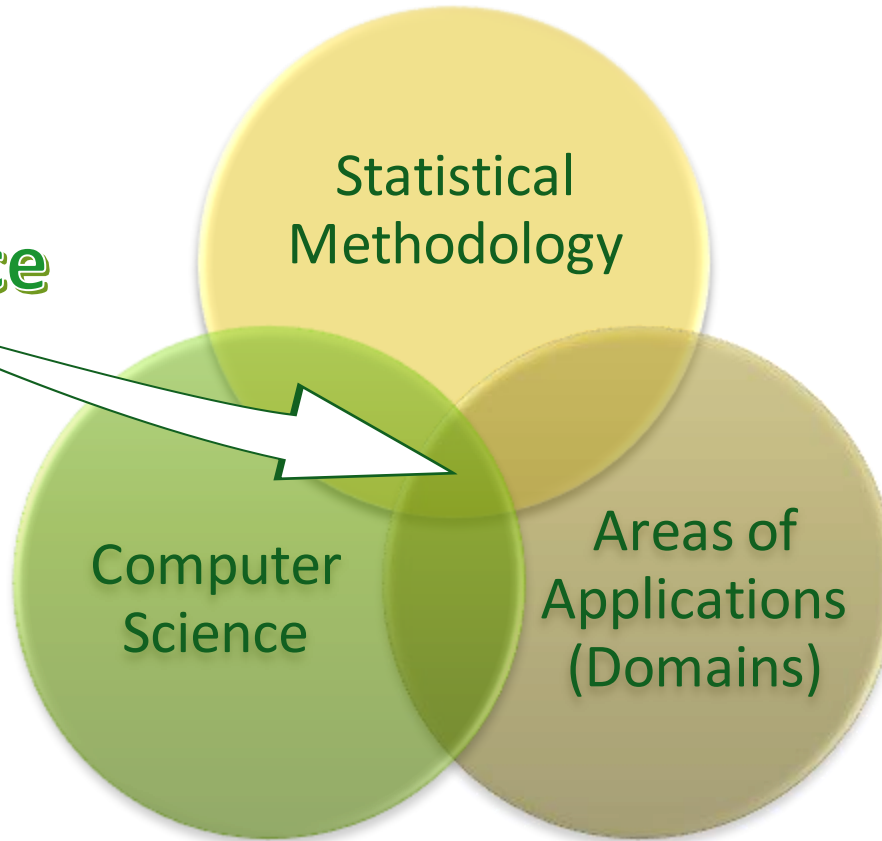 Statistical
Methodology
Computer
Science
Areas of
Applications
(Domains)